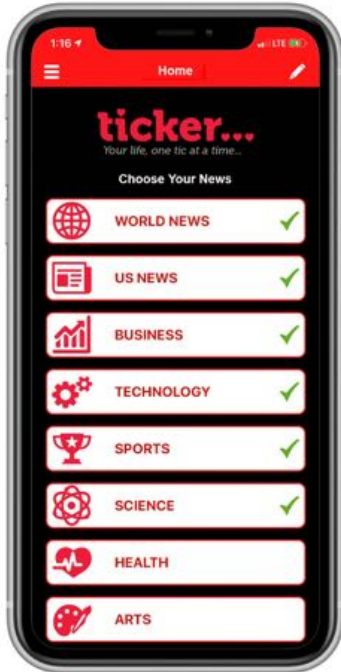 1:16
LTE
Home
ticker...
Your life, one tic at a time...
Choose Your News
WORLD NEWS
US NEWS
BUSINESS
TECHNOLOGY
SPORTS
SCIENCE
HEALTH
ARTS